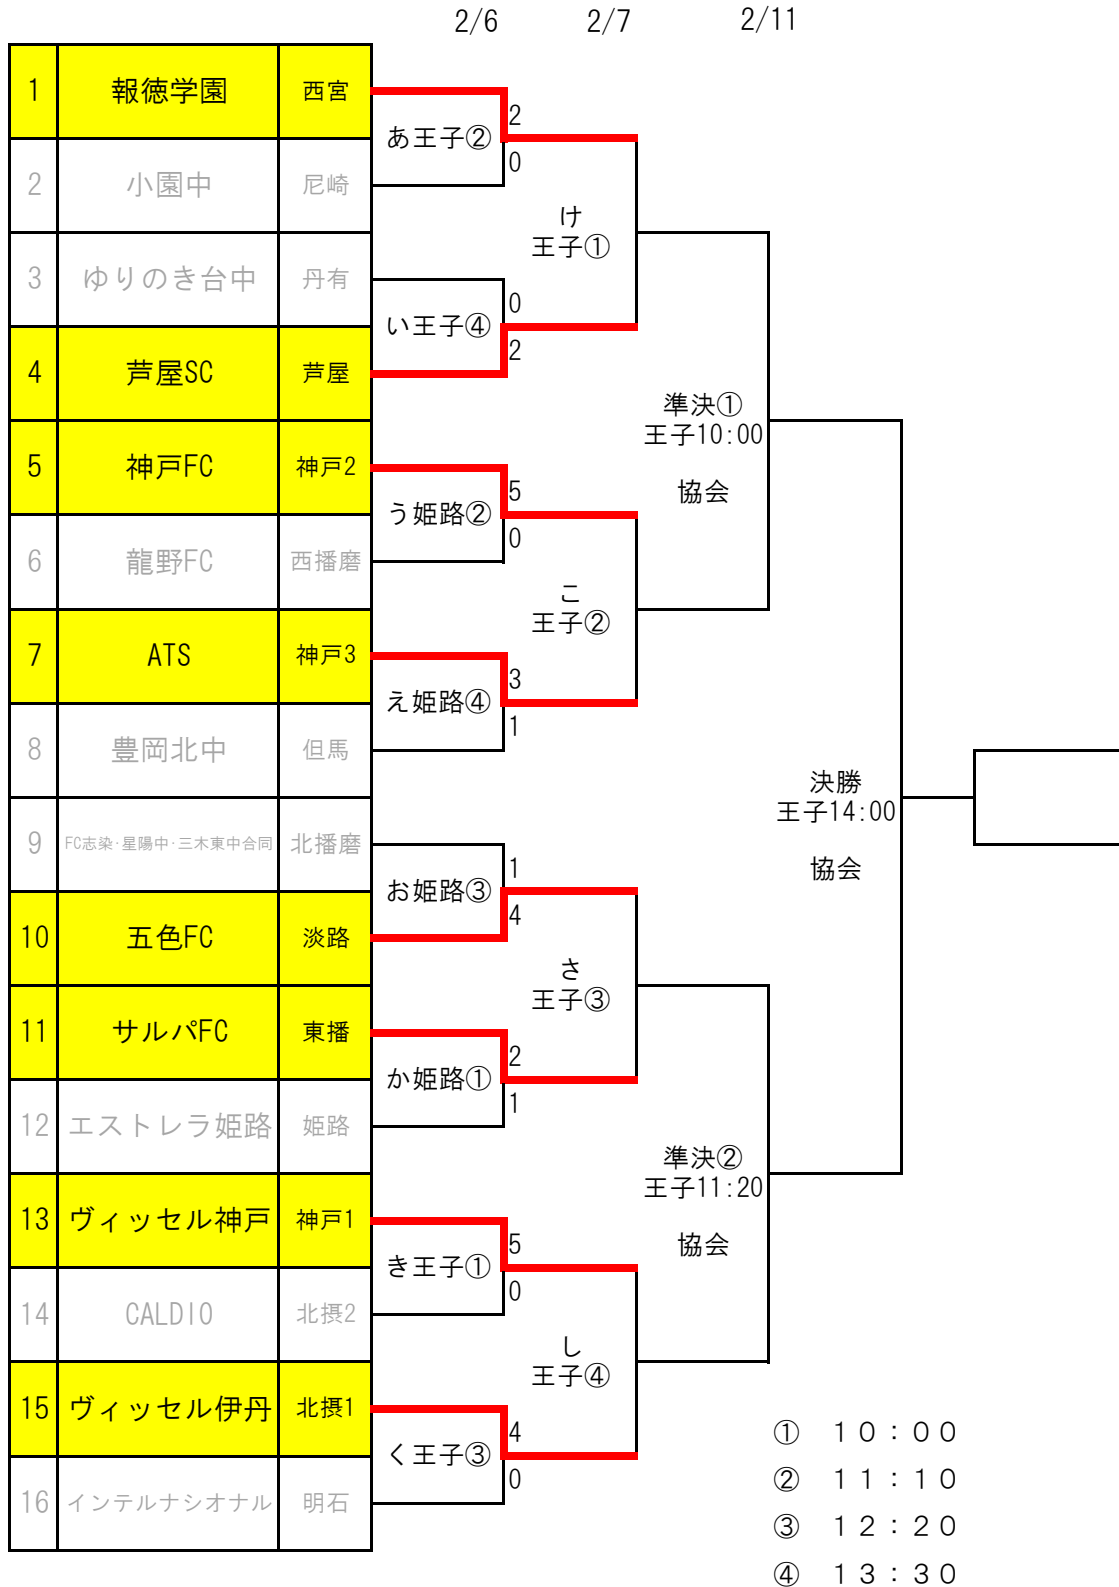 2/6 2/7 2/11
1 報徳学園 西宮
2
あ王子②
0
2 小園中 尼崎
け
王子①
3 ゆりのき台中 丹有
0
い王子④
2
4 芦屋SC 芦屋
準決①
王子10:00
協会
5 神戸FC 神戸2
5
う姫路②
0
6 龍野FC 西播磨
こ
王子②
7 ATS 神戸3
3
え姫路④
1
8 豊岡北中 但馬
決勝
王子14:00
協会
9 FC志染・星陽中・三木東中合同 北播磨
1
お姫路③
4
10 五色FC 淡路
さ
王子③
11 サルパFC 東播
2
か姫路①
1
12 エストレラ姫路 姫路
準決②
王子11:20
協会
13 ヴィッセル神戸 神戸1
5
き王子①
0
14 CALDIO 北摂2
し
王子④
15 ヴィッセル伊丹 北摂1
4
く王子③
0
16 インテルナシオナル 明石
① 10:00
② 11:10
③ 12:20
④ 13:30